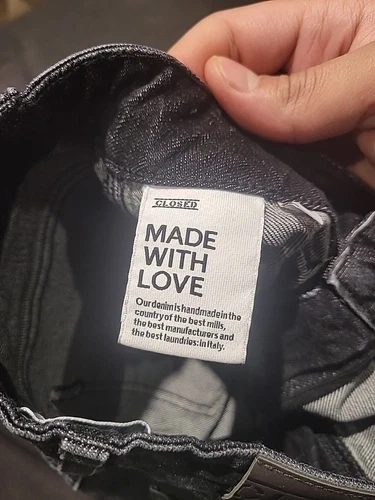 CLOSED
MADE
WITH
LOVE
Our denim is handmade in the
country of the best mills,
the best manufacturers and
the best laundries: in Italy.